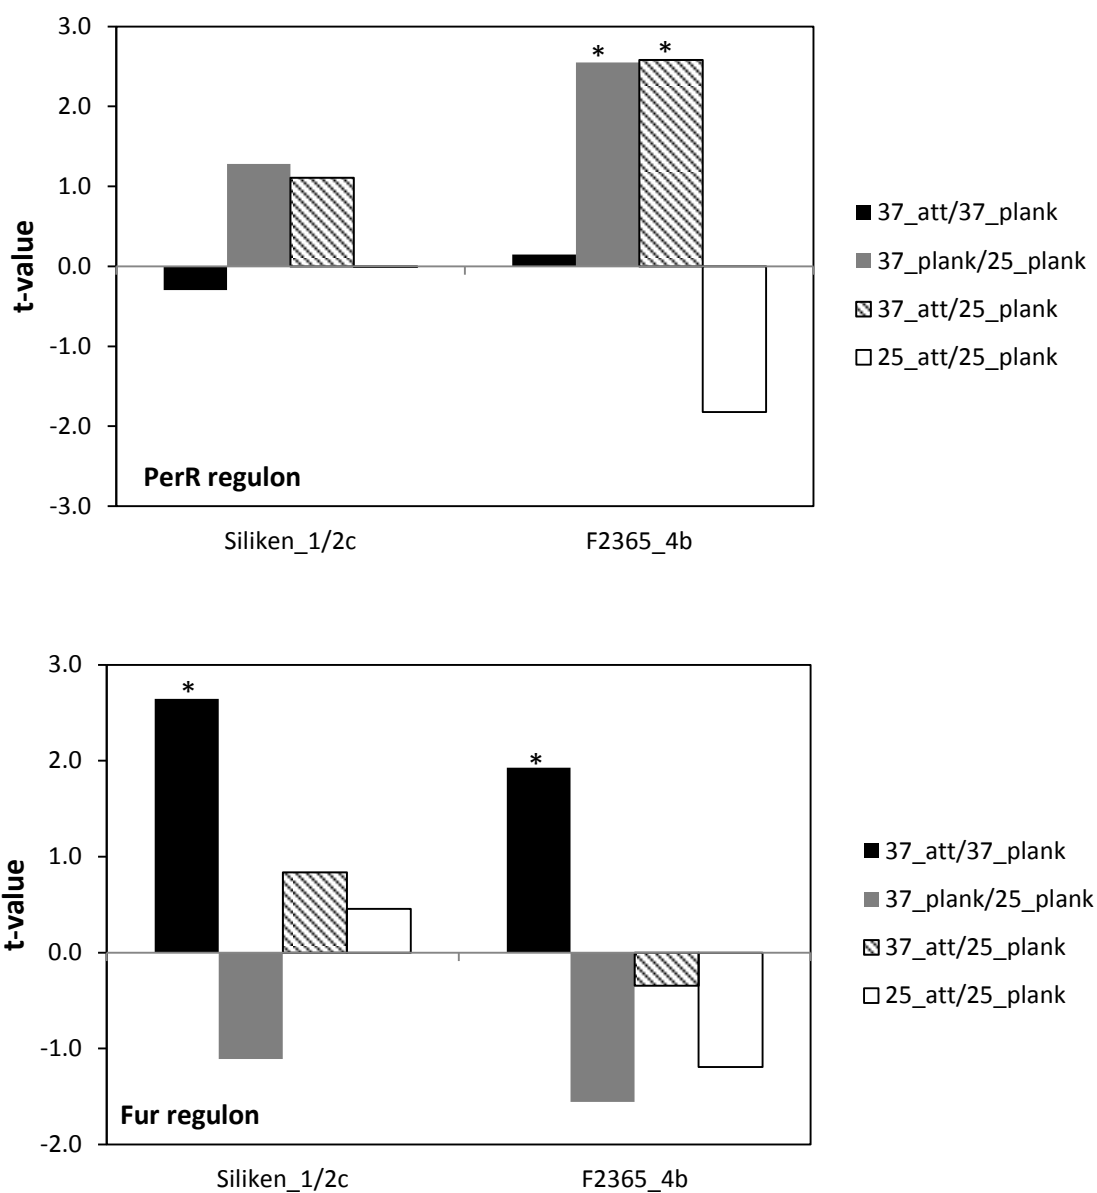 3.0
* *
2.0
1.0
0.0
-1.0
-2.0
-3.0
t-value
PerR regulon
Siliken_1/2c F2365_4b
37_att/37_plank
37_plank/25_plank
37_att/25_plank
25_att/25_plank
3.0
*
2.0
*
1.0
0.0
-1.0
-2.0
t-value
Fur regulon
Siliken_1/2c F2365_4b
37_att/37_plank
37_plank/25_plank
37_att/25_plank
25_att/25_plank